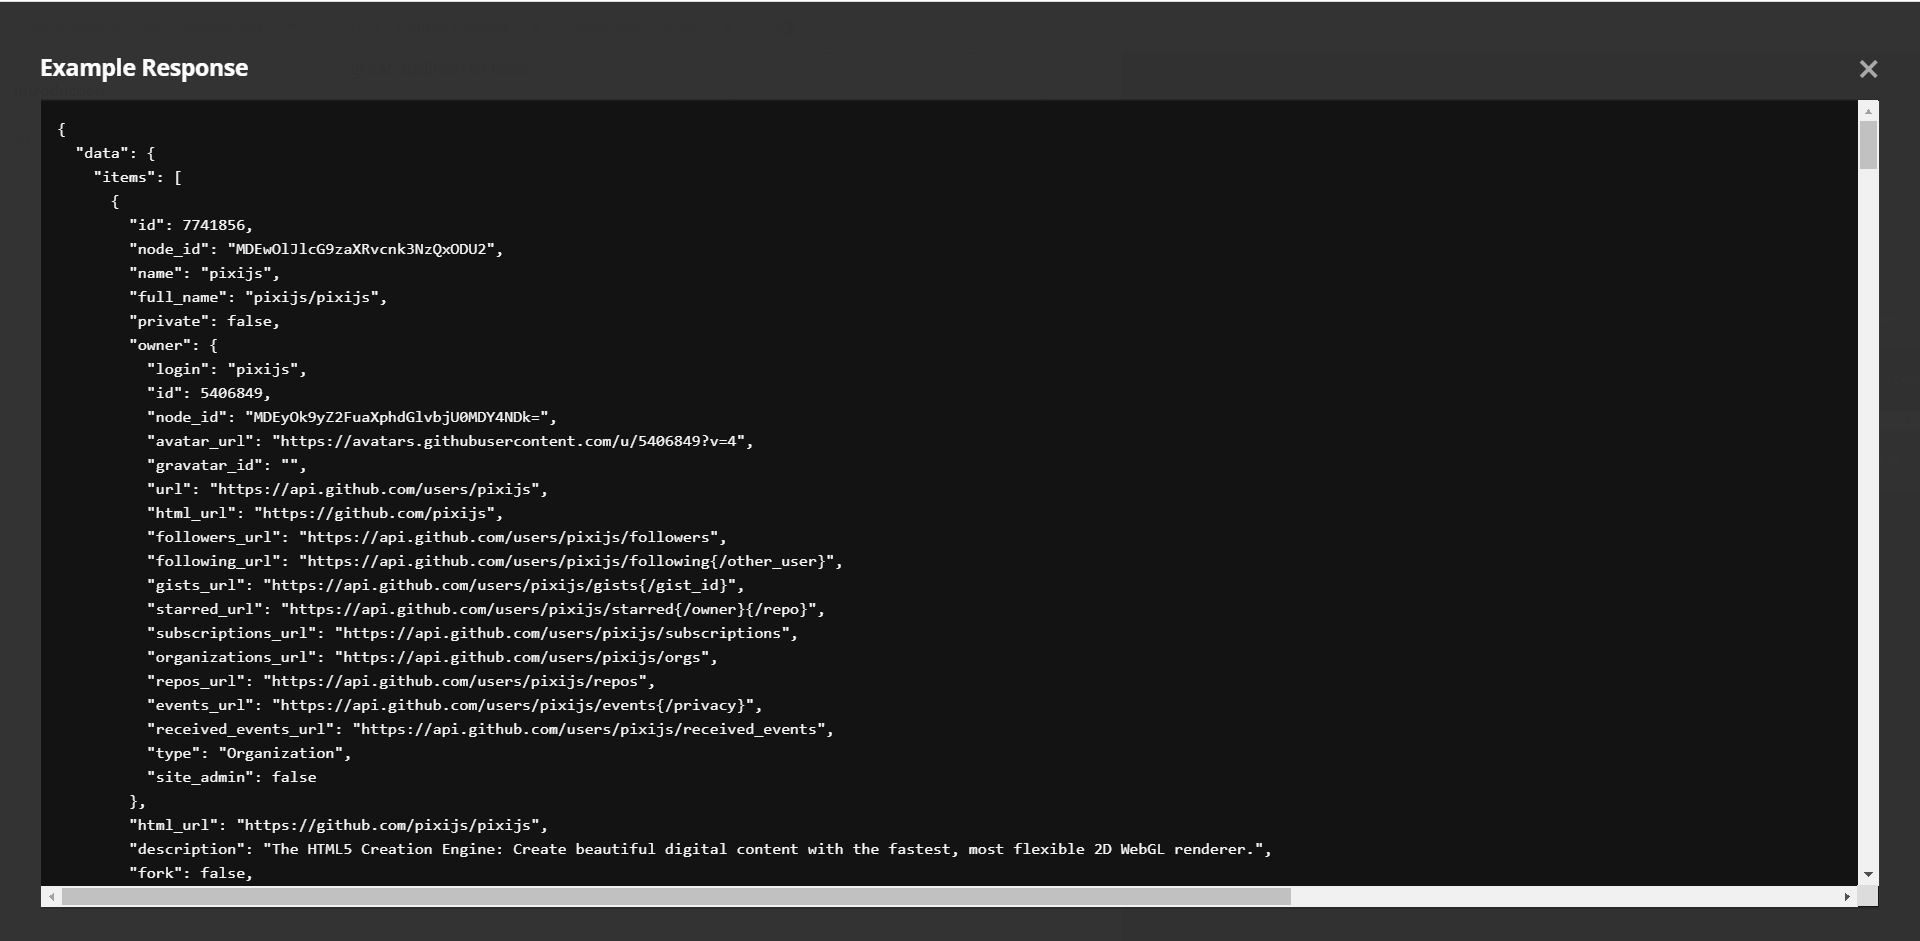 Example Response
{
  "data": {
    "items": [
      {
        "id": 7741856,
        "node_id": "MDEwOlJlcG9zaXRvcnk3NzQxODU2",
        "name": "pixijs",
        "full_name": "pixijs/pixijs",
        "private": false,
        "owner": {
          "login": "pixijs",
          "id": 5406849,
          "node_id": "MDEyOk9yZ2FuaXphdGlvbjU0MDY4NDk=",
          "avatar_url": "https://avatars.githubusercontent.com/u/5406849?v=4",
          "gravatar_id": "",
          "url": "https://api.github.com/users/pixijs",
          "html_url": "https://github.com/pixijs",
          "followers_url": "https://api.github.com/users/pixijs/followers",
          "following_url": "https://api.github.com/users/pixijs/following{/other_user}",
          "gists_url": "https://api.github.com/users/pixijs/gists{/gist_id}",
          "starred_url": "https://api.github.com/users/pixijs/starred{/owner}{/repo}",
          "subscriptions_url": "https://api.github.com/users/pixijs/subscriptions",
          "organizations_url": "https://api.github.com/users/pixijs/orgs",
          "repos_url": "https://api.github.com/users/pixijs/repos",
          "events_url": "https://api.github.com/users/pixijs/events{/privacy}",
          "received_events_url": "https://api.github.com/users/pixijs/received_events",
          "type": "Organization",
          "site_admin": false
        },
        "html_url": "https://github.com/pixijs/pixijs",
        "description": "The HTML5 Creation Engine: Create beautiful digital content with the fastest, most flexible 2D WebGL renderer.",
        "fork": false,